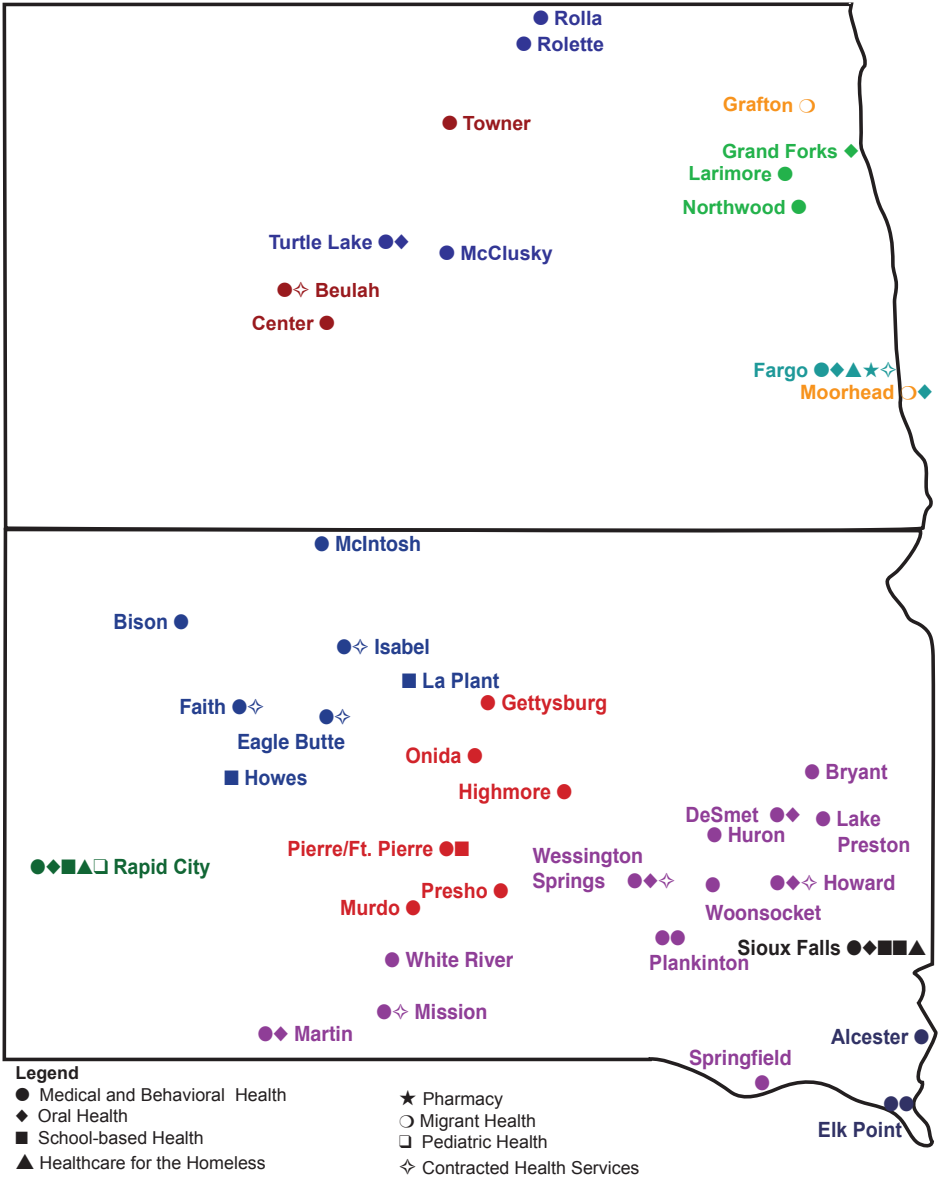 Rolla
Rolette
Grafton
Towner
Grand Forks
Larimore
Northwood
Turtle Lake
McClusky
Beulah
Center
Fargo
Moorhead
McIntosh
Bison
Isabel
La Plant
Faith
Gettysburg
Eagle Butte
Onida
Howes
Bryant
Highmore
DeSmet
Lake
Preston
Huron
Pierre/Ft. Pierre
Wessington
Springs
Rapid City
Presho
Howard
Murdo
Woonsocket
Sioux Falls
White River
Plankinton
Mission
Martin
Alcester
Springfield
Elk Point
Legend
Medical and Behavioral Health
Oral Health
School-based Health
Healthcare for the Homeless
Pharmacy
Migrant Health
Pediatric Health
Contracted Health Services